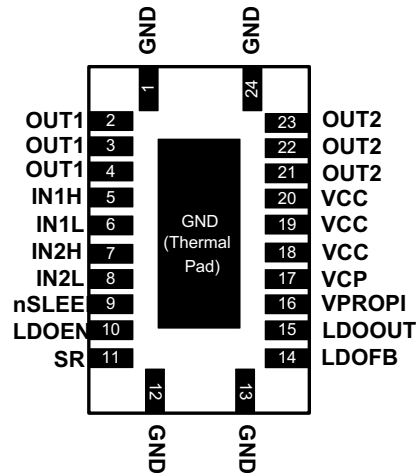 GND GND
1 24
OUT1 2 23 OUT2
OUT1 3 22 OUT2
OUT1 4 21 OUT2
IN1H 5 20 VCC
IN1L 6 19 VCC
IN2H 7 18 VCC
IN2L 8 17 VCP
nSLEE 9 16 VPROPI
LDOEN 10 15 LDOOUT
SR 11 14 LDOFB
GND
(Thermal
Pad)
12 13
GND GND